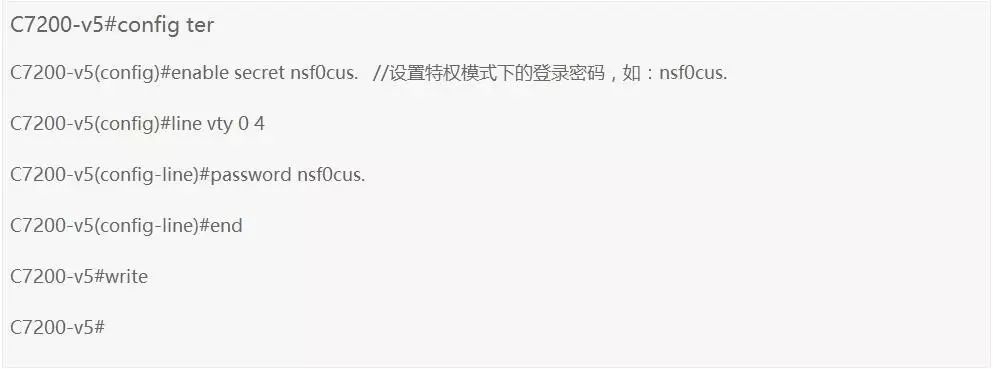 C7200-v5#config ter
C7200-v5(config)#enable secret nsf0cus.   //设置特权模式下的登录密码，如：nsf0cus.
C7200-v5(config)#line vty 0 4
C7200-v5(config-line)#password nsf0cus.
C7200-v5(config-line)#end
C7200-v5#write
C7200-v5#